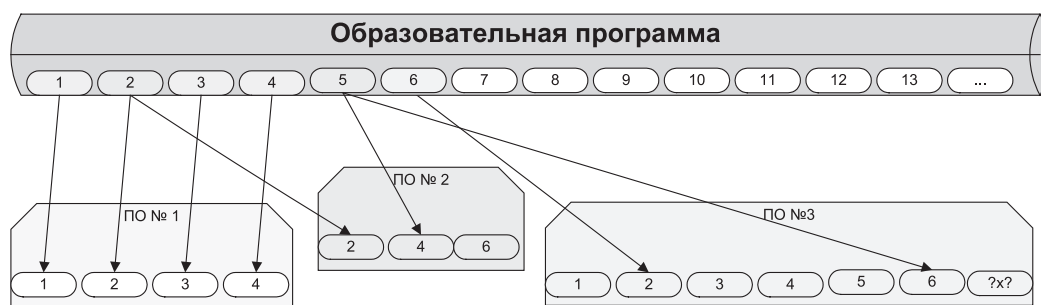 Образовательная программа
1 2 3 4 5 6 7 8 9 10 11 12 13 ...
ПО № 1
1 2 3 4
ПО № 2
2 4 6
ПО №3
1 2 3 4 5 6 ?x?